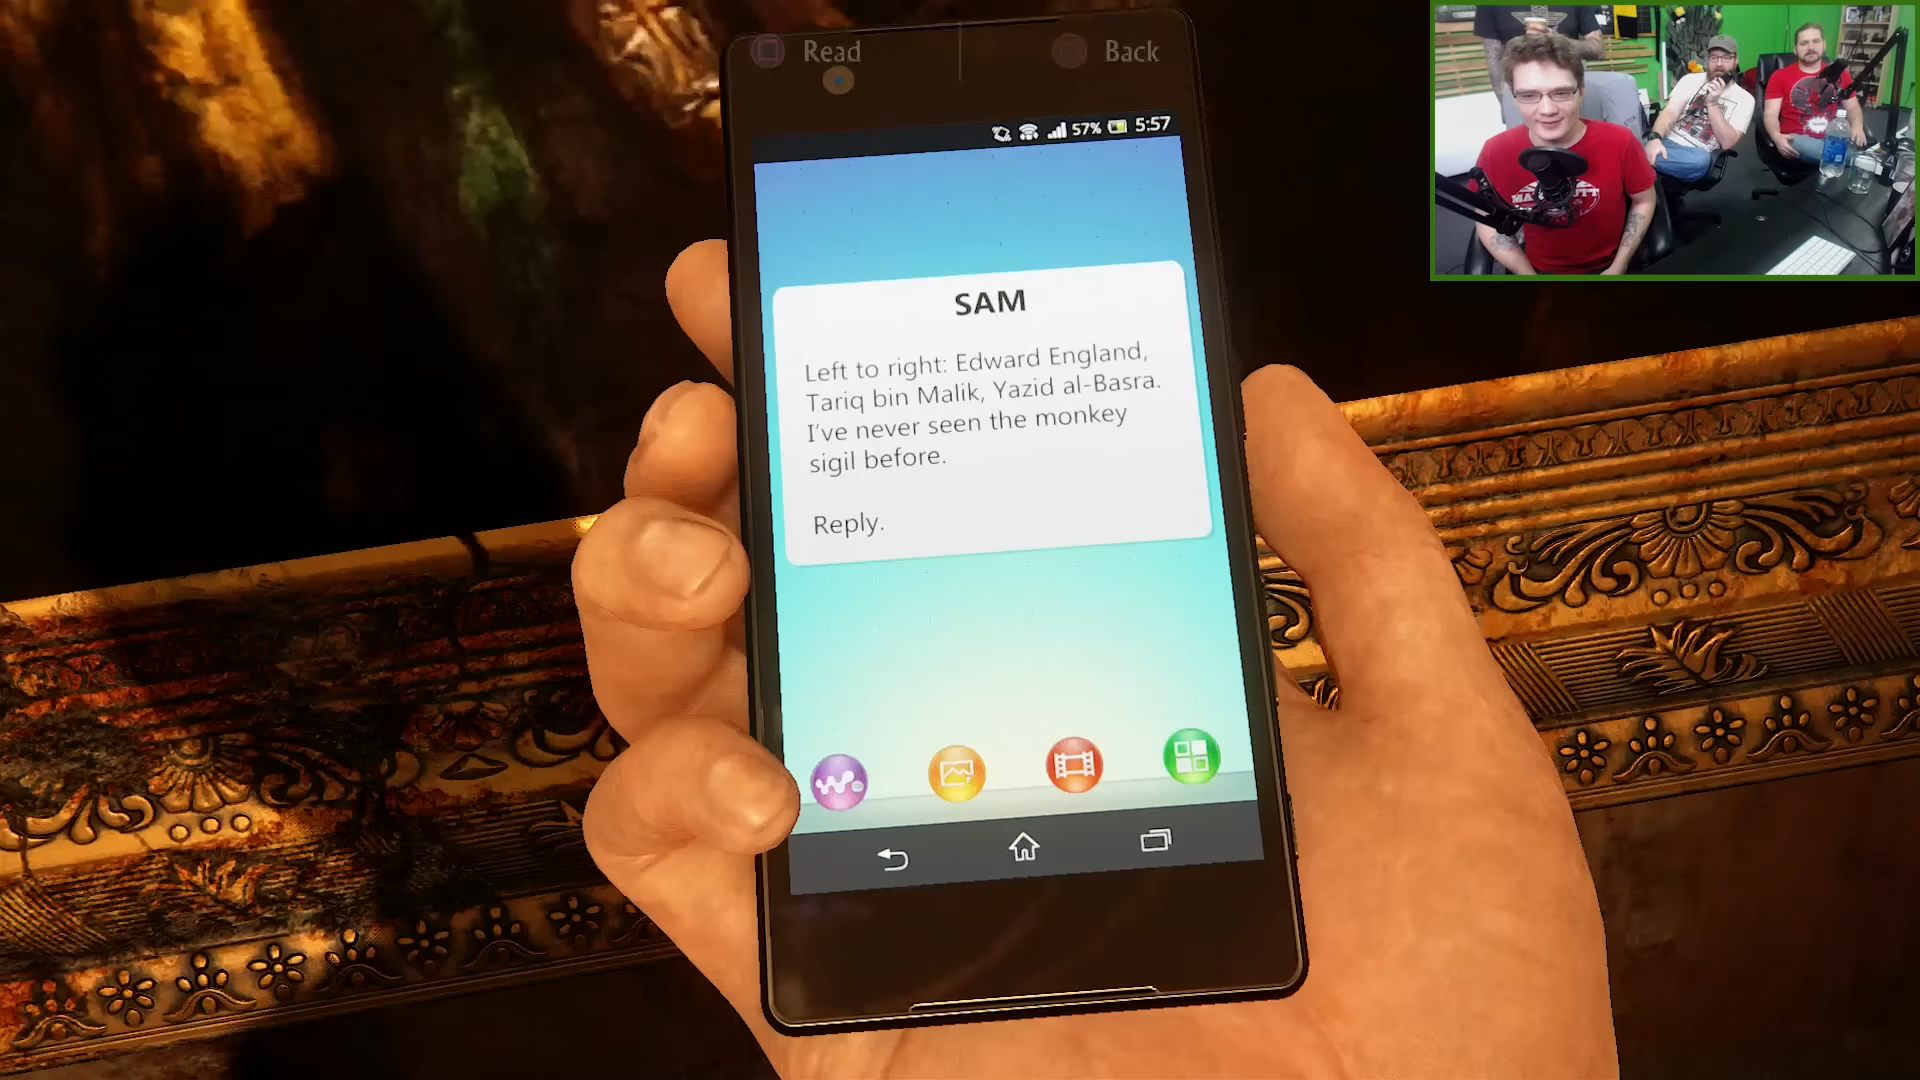 Read
Back
57% 5:57
SAM
Left to right: Edward England,
Tariq bin Malik, Yazid al-Basra.
I've never seen the monkey
sigil before.
Reply.